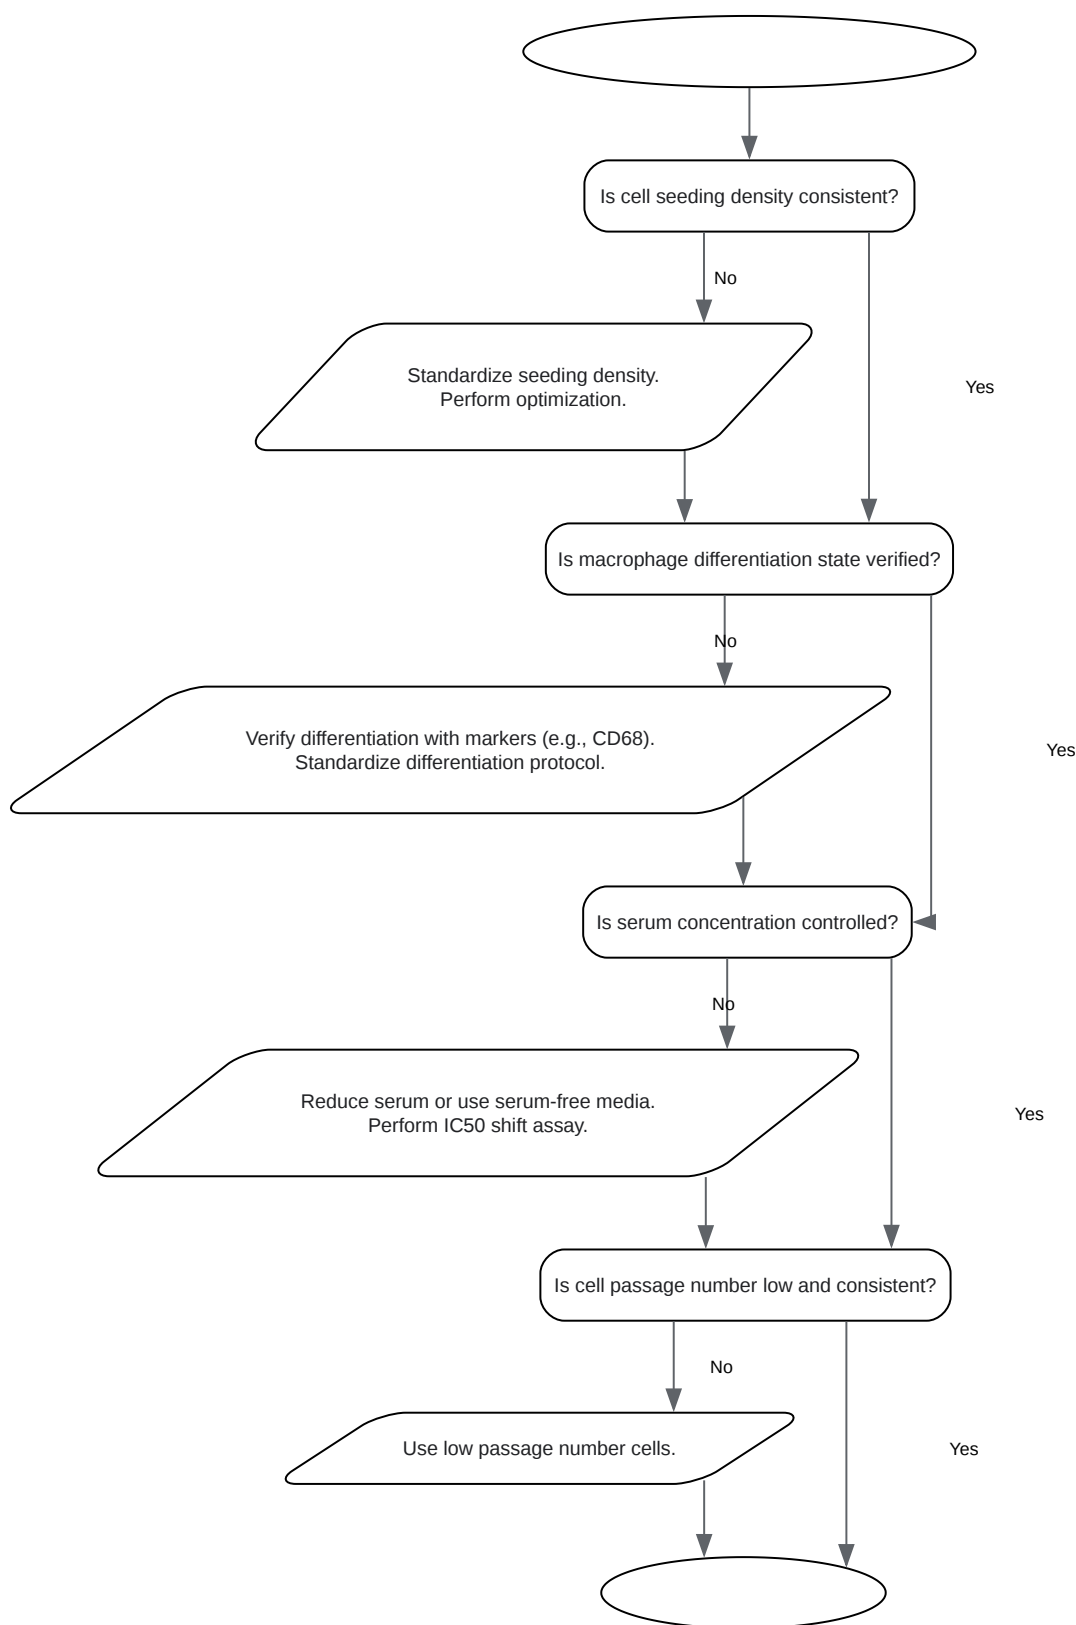 Is cell seeding density consistent?
No
Standardize seeding density.
Perform optimization.
Yes
Is macrophage differentiation state verified?
No
Verify differentiation with markers (e.g., CD68).
Standardize differentiation protocol.
Yes
Is serum concentration controlled?
No
Reduce serum or use serum-free media.
Perform IC50 shift assay.
Yes
Is cell passage number low and consistent?
No
Use low passage number cells.
Yes